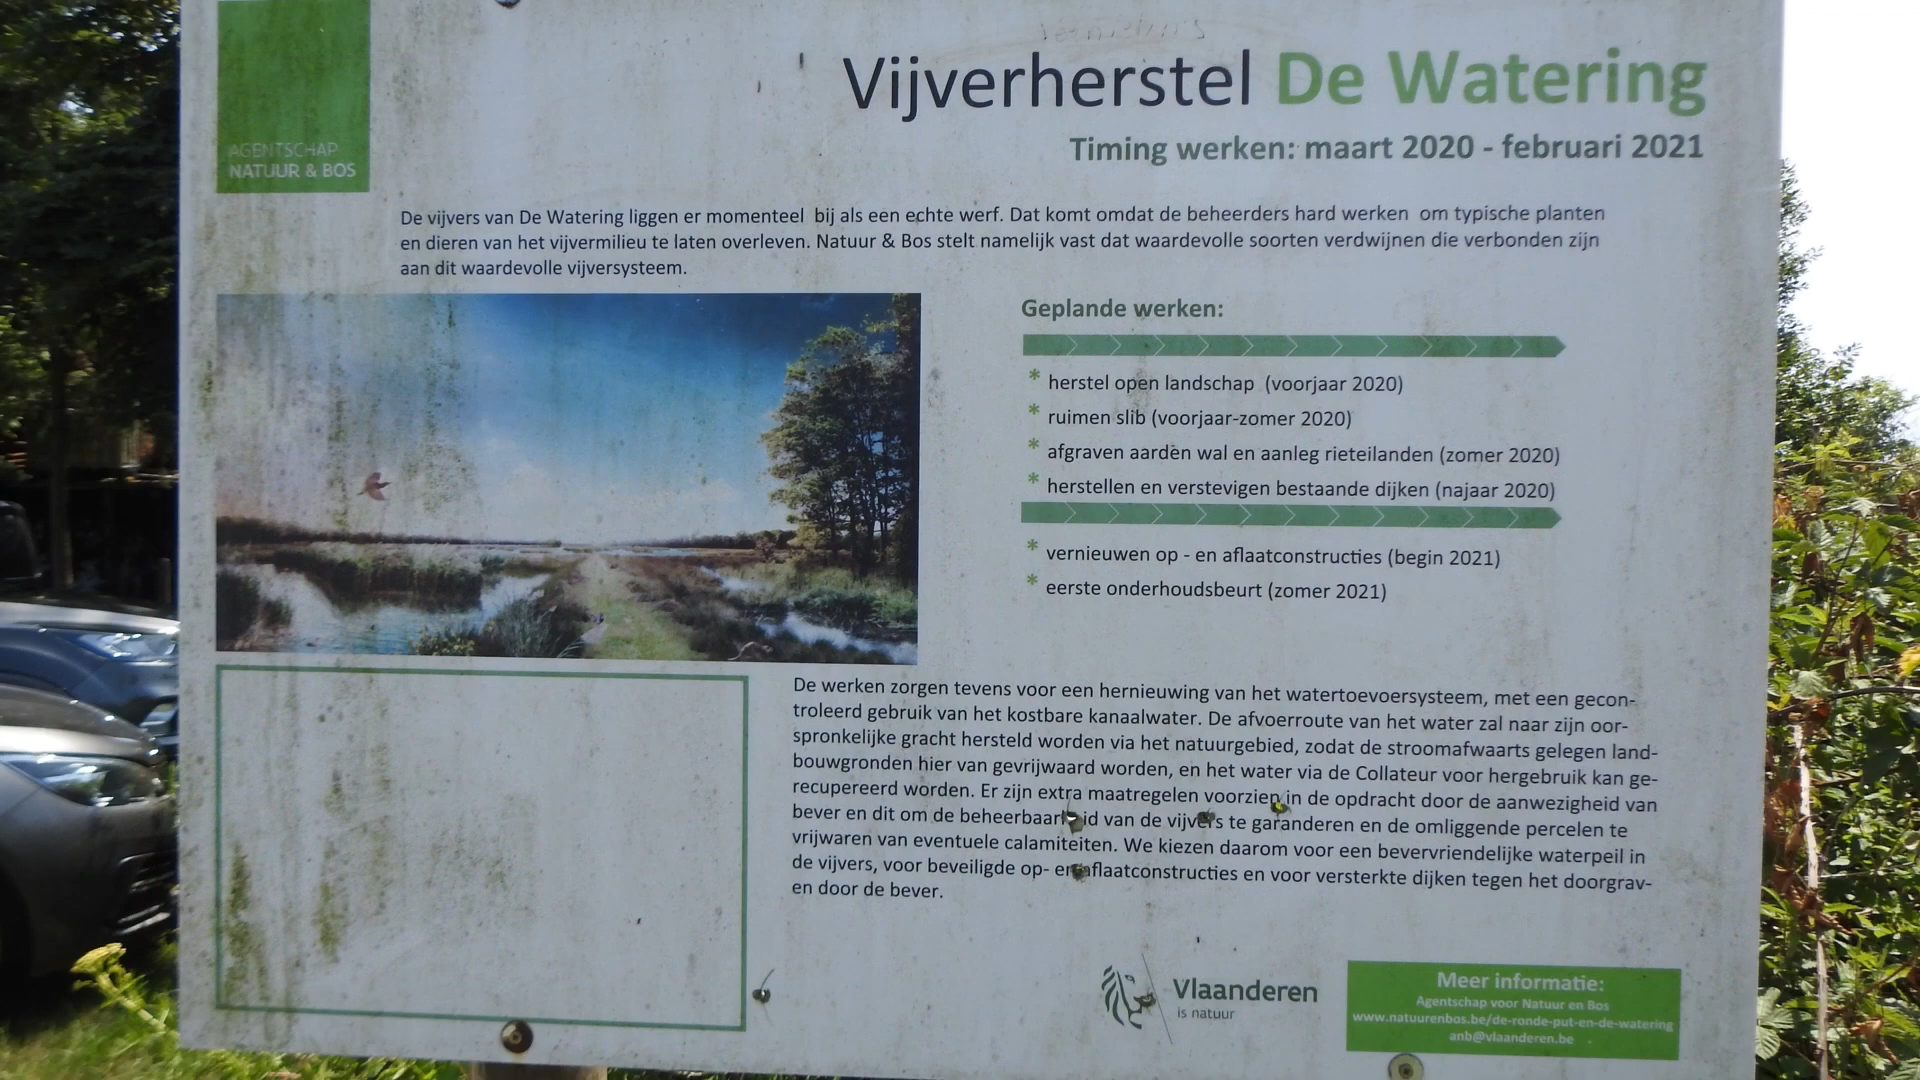 Vijverherstel De Watering
Timing werken: maart 2020 - februari 2021
AGENTSCHAP
NATUUR & BOS
De vijvers van De Watering liggen er momenteel bij als een echte werf. Dat komt omdat de beheerders hard werken om typische planten
en dieren van het vijvermilieu te laten overleven. Natuur & Bos stelt namelijk vast dat waardevolle soorten verdwijnen die verbonden zijn
aan dit waardevolle vijversysteem.
Geplande werken:
* herstel open landschap (voorjaar 2020)
* ruimen slib (voorjaar-zomer 2020)
* afgraven aarden wal en aanleg rieteilanden (zomer 2020)
* herstellen en verstevigen bestaande dijken (najaar 2020)
* vernieuwen op - en aflaatconstructies (begin 2021)
* eerste onderhoudsbeurt (zomer 2021)
De werken zorgen tevens voor een hernieuwing van het watertoevoersysteem, met een gecon-
troleerd gebruik van het kostbare kanaalwater. De afvoerroute van het water zal naar zijn oor-
spronkelijke gracht hersteld worden via het natuurgebied, zodat de stroomafwaarts gelegen land-
bouwgronden hier van gevrijwaard worden, en het water via de Collateur voor hergebruik kan ge-
recupereerd worden. Er zijn extra maatregelen voorzien in de opdracht door de aanwezigheid van
bever en dit om de beheerbaarheid van de vijvers te garanderen en de omliggende percelen te
vrijwaren van eventuele calamiteiten. We kiezen daarom voor een bevervriendelijke waterpeil in
de vijvers, voor beveiligde op- en aflaatconstructies en voor versterkte dijken tegen het doorgrav-
en door de bever.
Vlaanderen
is natuur
Meer informatie:
Agentschap voor Natuur en Bos
www.natuurenbos.be/de-ronde-put-en-de-watering
anb@vlaanderen.be